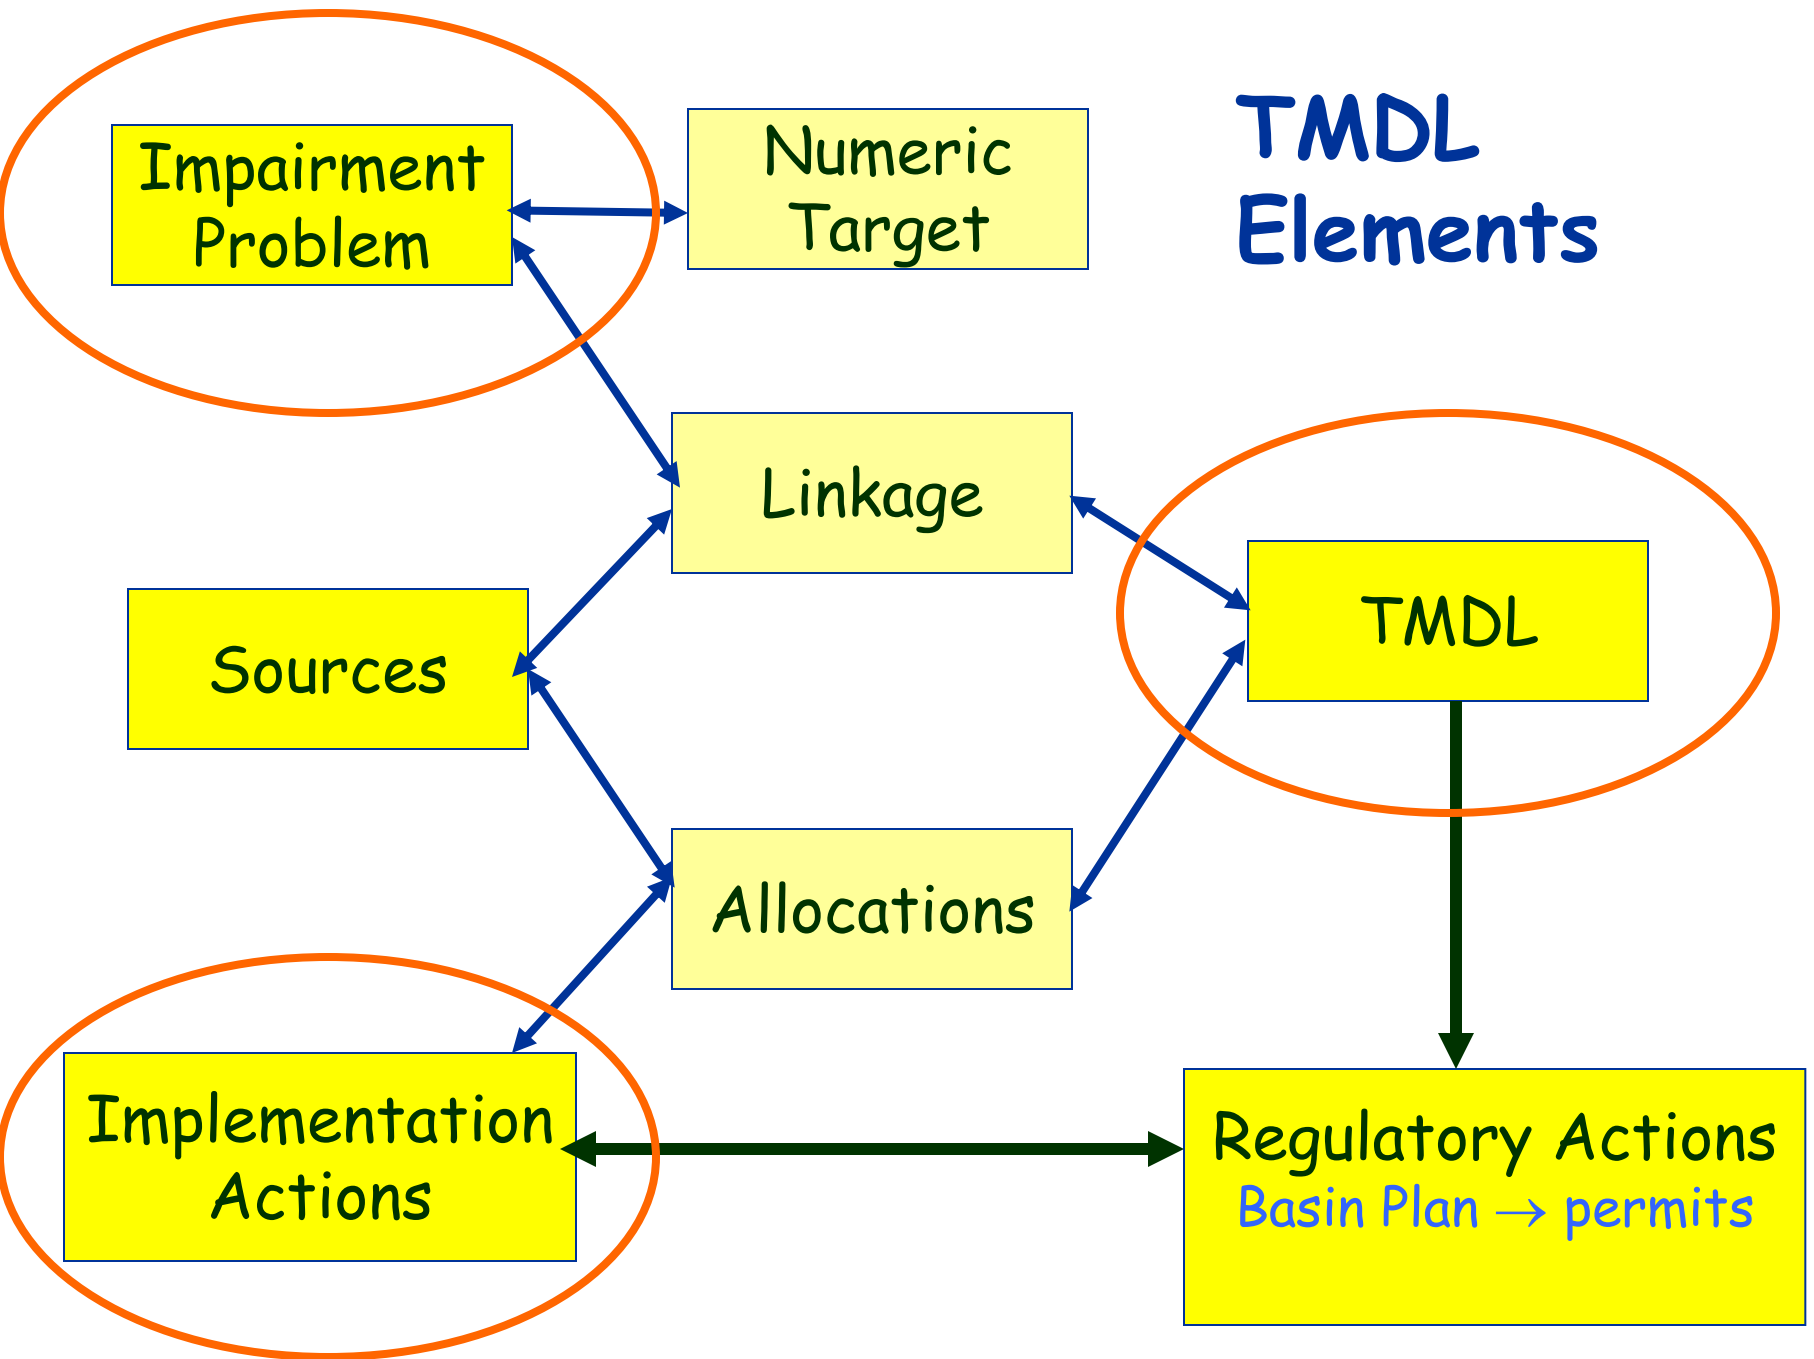 Impairment
Problem
Numeric
Target
TMDL
Elements
Linkage
Sources
TMDL
Allocations
Implementation
Actions
Regulatory Actions
Basin Plan → permits